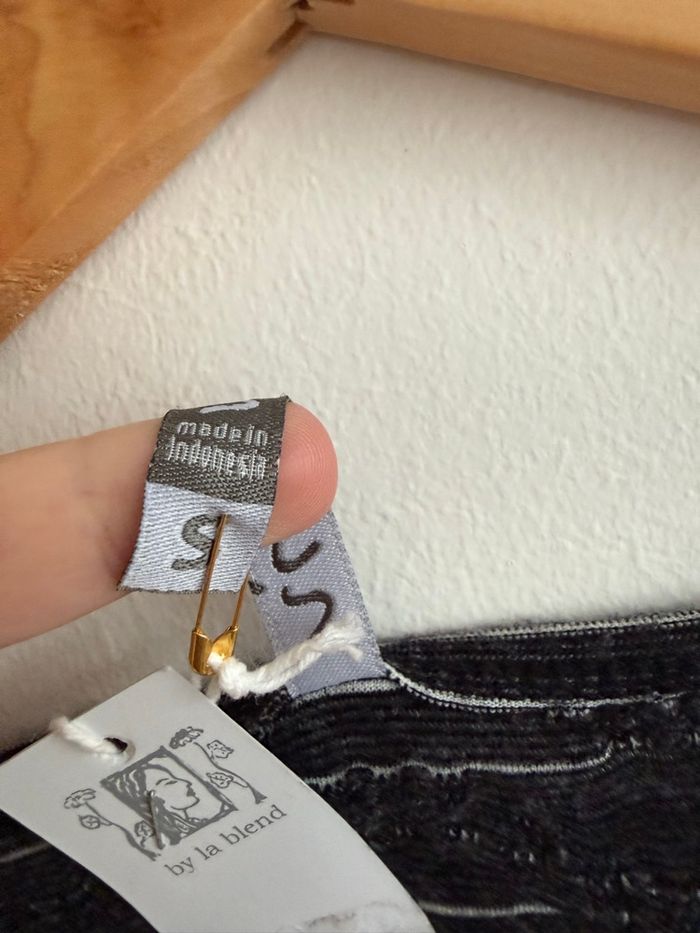 made in
Indonesia
S
by la blend